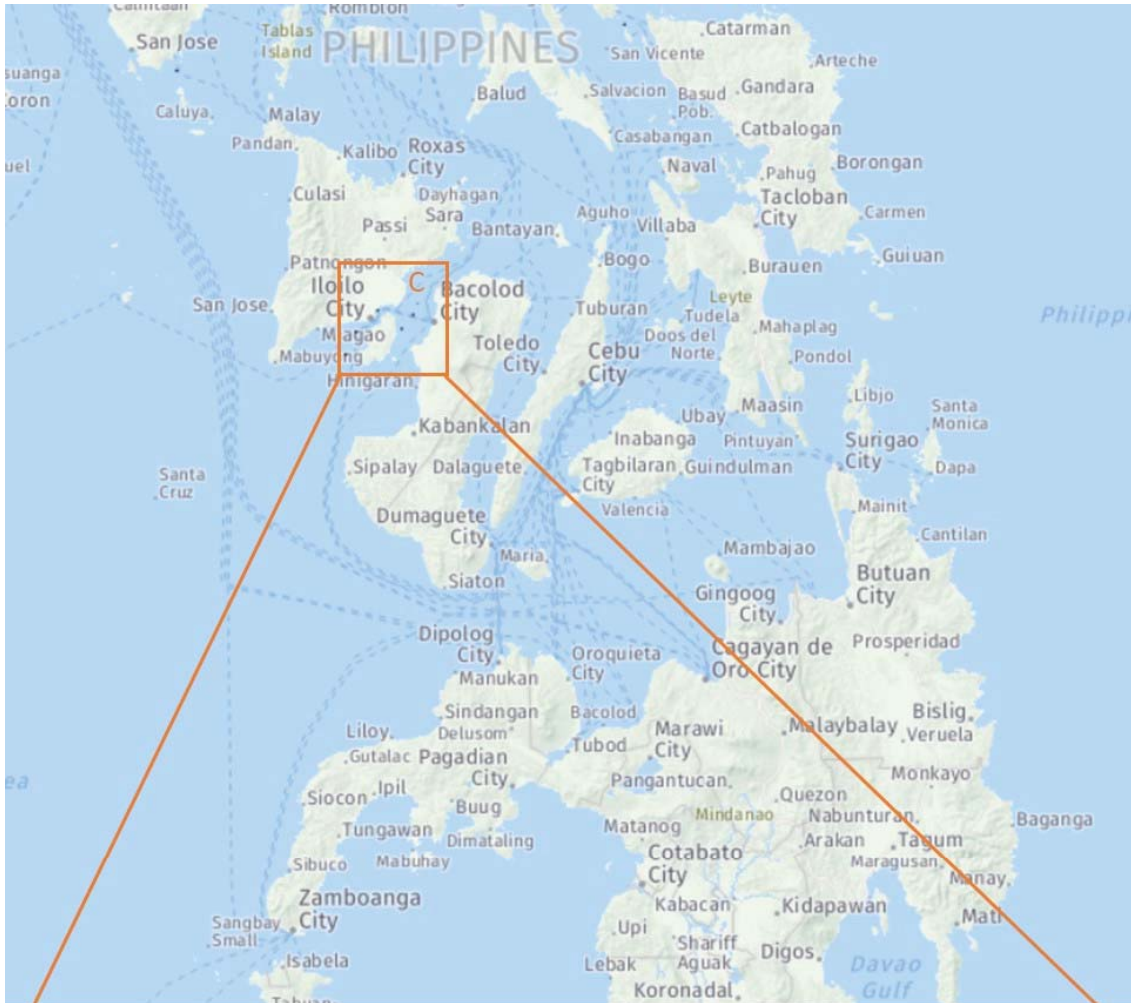 Romblon
San Jose
Tablas
Island
PHILIPPINES
San Vicente
Catarman
Arteche
Coron
Caluya
Malay
Balud
Salvacion
Basud
Pob.
Gandara
Casabangan
Catbalogan
Pandan
Kalibo
Roxas
City
Naval
Borongan
Culasi
Dayhagan
Sara
Pahug
Tacloban
City
Passi
Bantayan
Aguho
Villaba
Carmen
Guiuan
Patnongon
Bogo
Burauen
Iloilo
City
C
Bacolod
City
Leyte
San Jose
Tuburan
Tudela
Philippi
Miagao
Toledo
City
Doos del
Norte
Mahaplag
Mabuyong
Cebu
City
Pondol
Hinigaran
Libjo
Ubay
Maasin
Santa
Monica
Kabankalan
Inabanga
Pintuyan
Surigao
City
Santa
Cruz
Sipalay
Dalaguete
Tagbilaran
City
Guindulman
Dapa
Valencia
Mainit
Dumaguete
City
Cantilan
Maria
Mambajao
Siaton
Gingoog
City
Butuan
City
Dipolog
City
Oroquieta
City
Cagayan de
Oro City
Prosperidad
Manukan
Sindangan
Delusom
Bacolod
Bislig
Veruela
Liloy
Gutalac
Pagadian
City
Tubod
Marawi
City
Malaybalay
Monkayo
Siocon
Ipil
Buug
Pangantucan
Quezon
Mindanao
Nabunturan
Baganga
Tungawan
Dimataling
Matanog
Arakan
Tagum
Sibuco
Mabuhay
Cotabato
City
Maragusan
Manay
Zamboanga
City
Kabacan
Kidapawan
Mati
Sangbay
Small
Upi
Shariff
Aguak
Digos
Isabela
Lebak
Koronadal
Davao
Gulf